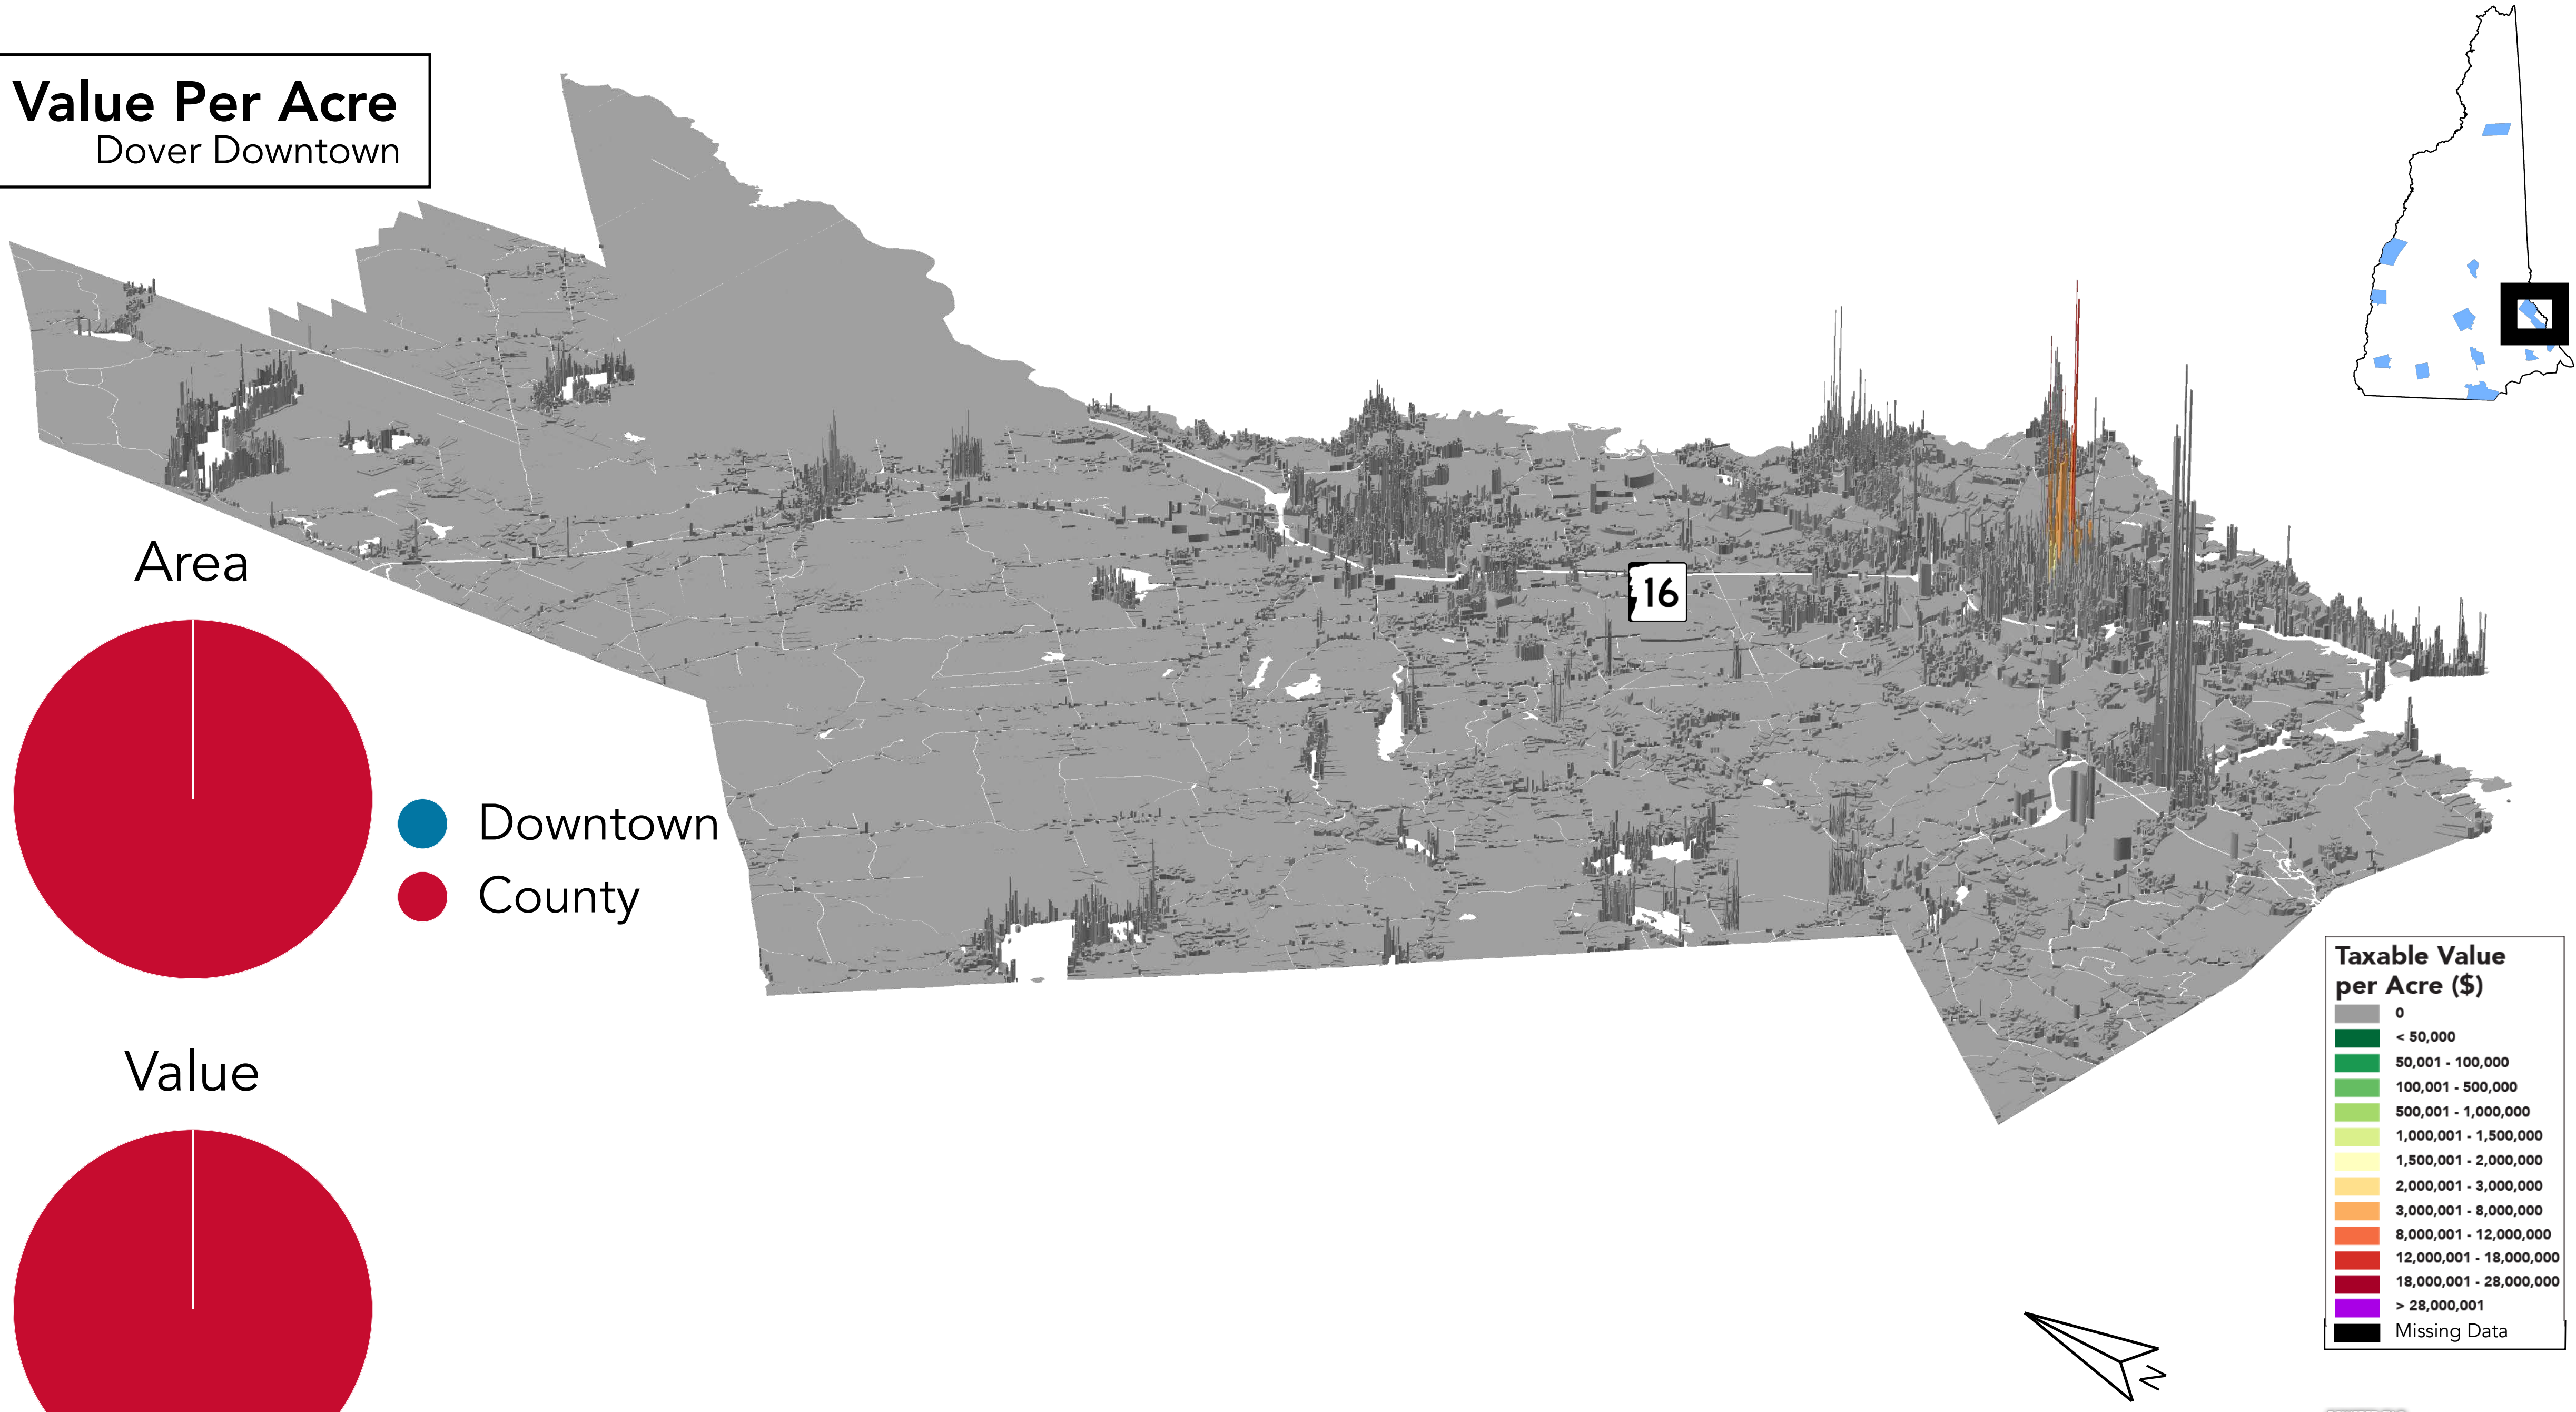 Value Per Acre
Dover Downtown
16
Area
Downtown
County
Value
Taxable Value
per Acre ($)
0
< 50,000
50,001 - 100,000
100,001 - 500,000
500,001 - 1,000,000
1,000,001 - 1,500,000
1,500,001 - 2,000,000
2,000,001 - 3,000,000
3,000,001 - 8,000,000
8,000,001 - 12,000,000
12,000,001 - 18,000,000
18,000,001 - 28,000,000
> 28,000,001
Missing Data
N